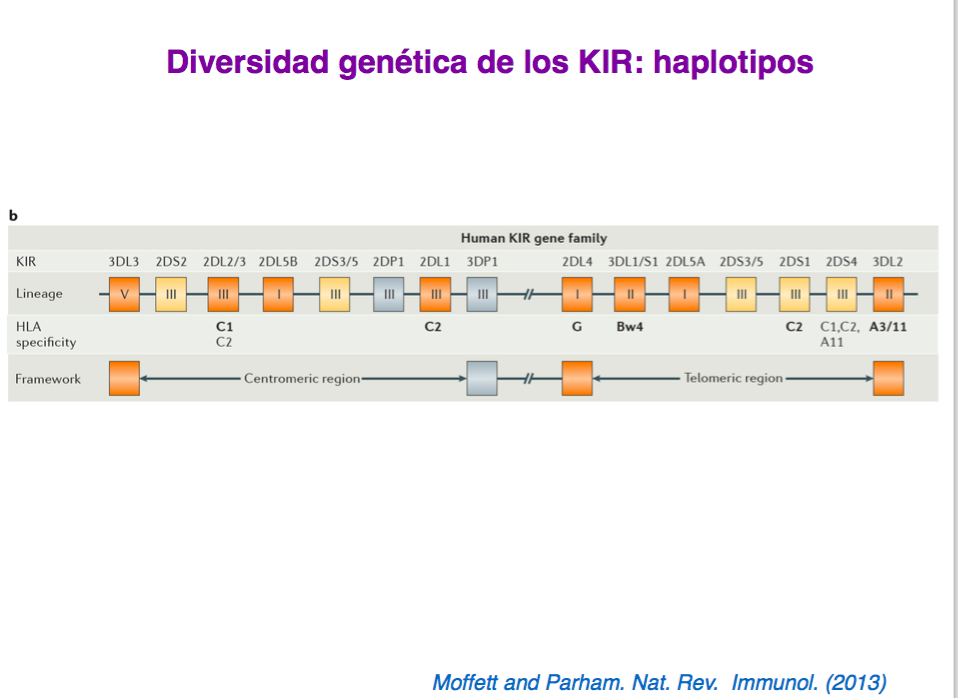 Diversidad genética de los KIR: haplotipos
b
Human KIR gene family
KIR 3DL3 2DS2 2DL2/3 2DL5B 2DS3/5 2DP1 2DL1 3DP1 2DL4 3DL1/S1 2DL5A 2DS3/5 2DS1 2DS4 3DL2
Lineage V III III I III III III III I II I III III III II
HLA specificity C1 C2 C2 G Bw4 C2 C1,C2, A11 A3/11
Framework Centromeric region Telomeric region
Moffett and Parham. Nat. Rev. Immunol. (2013)